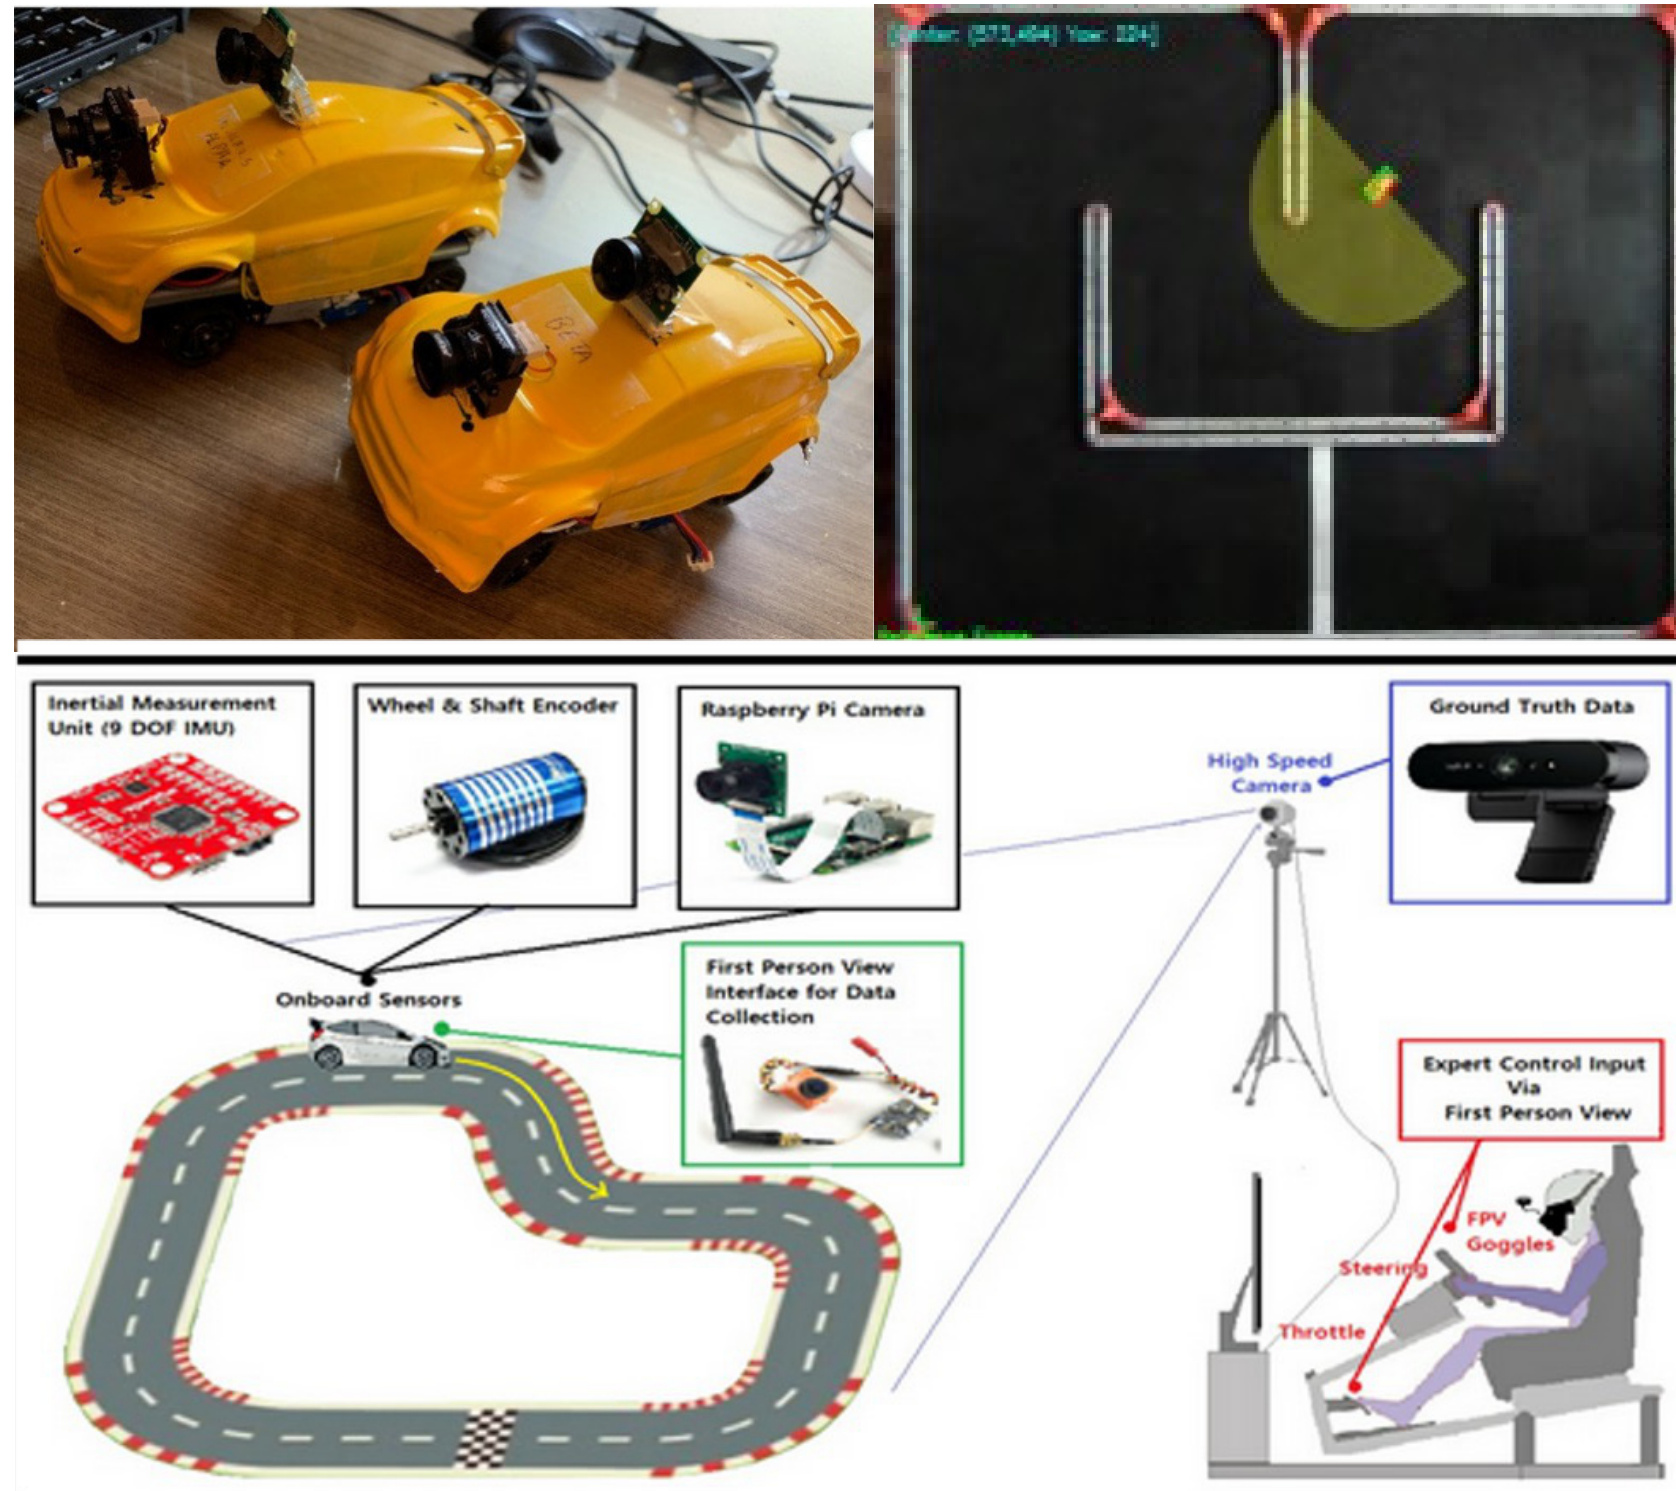 BETA
Inertial Measurement
Unit (9 DOF IMU)
Wheel & Shaft Encoder
Raspberry Pi Camera
Ground Truth Data
High Speed
Camera
Onboard Sensors
First Person View
Interface for Data
Collection
Expert Control Input
Via
First Person View
FPV
Goggles
Steering
Throttle